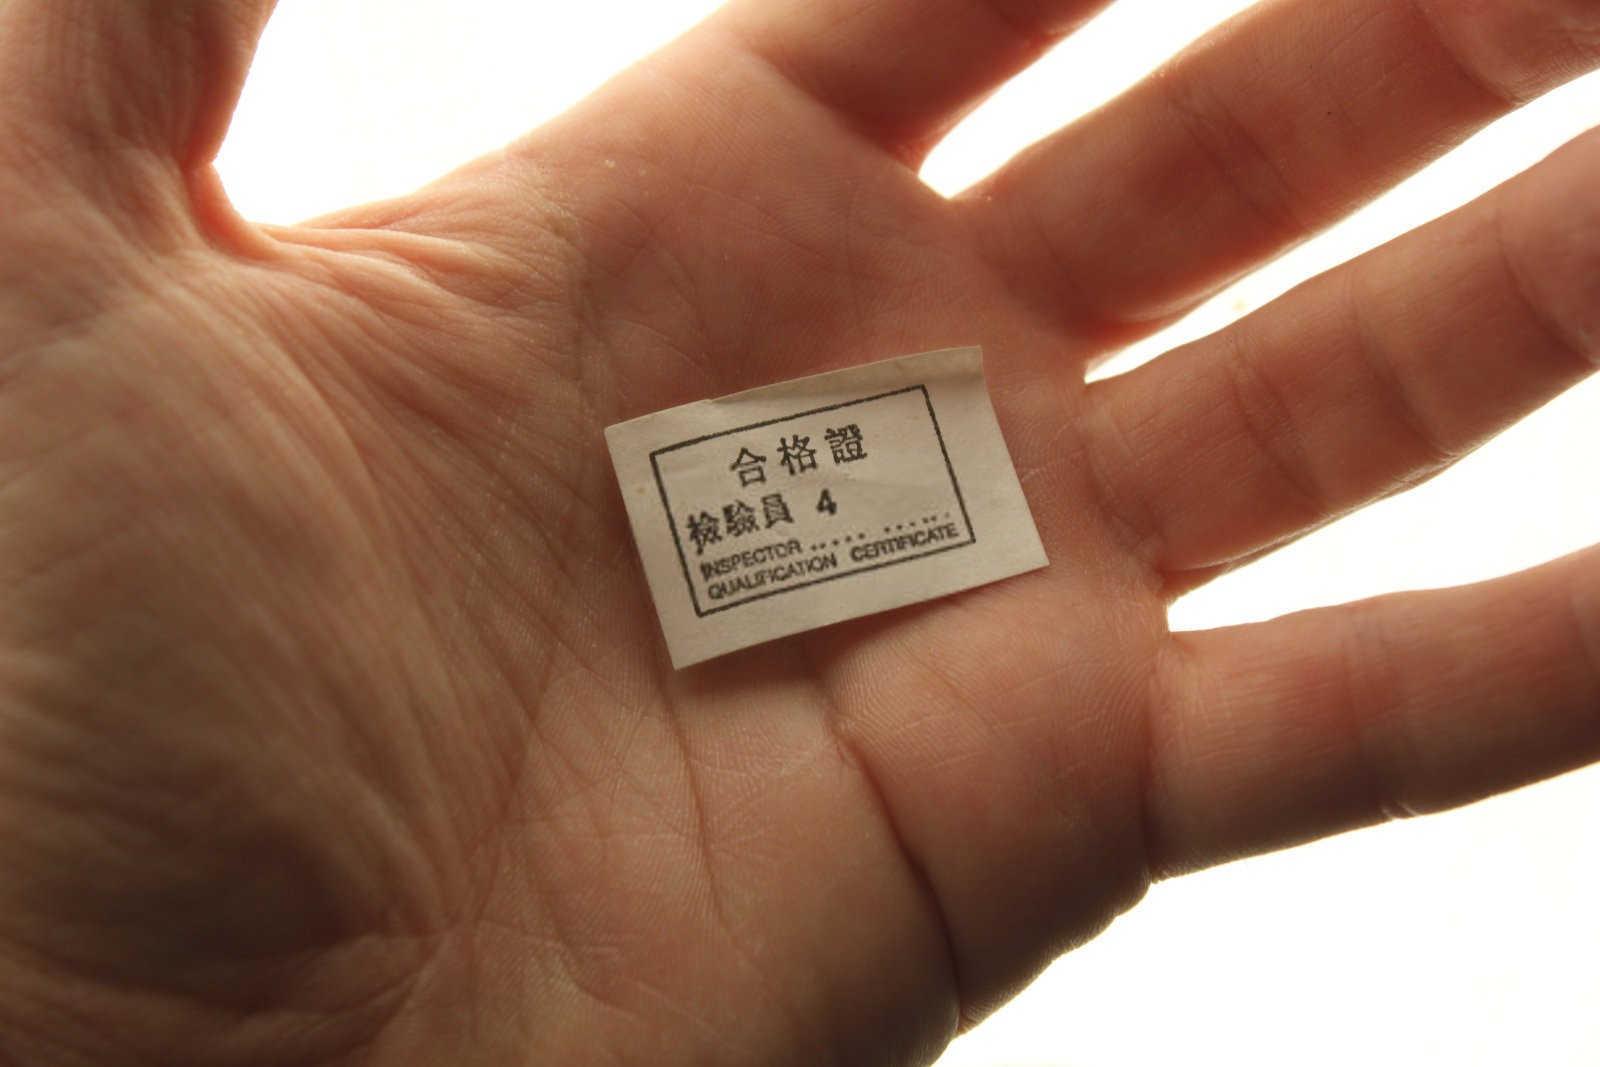 合格證
檢驗員 4
INSPECTOR ..... .......
QUALIFICATION CERTIFICATE